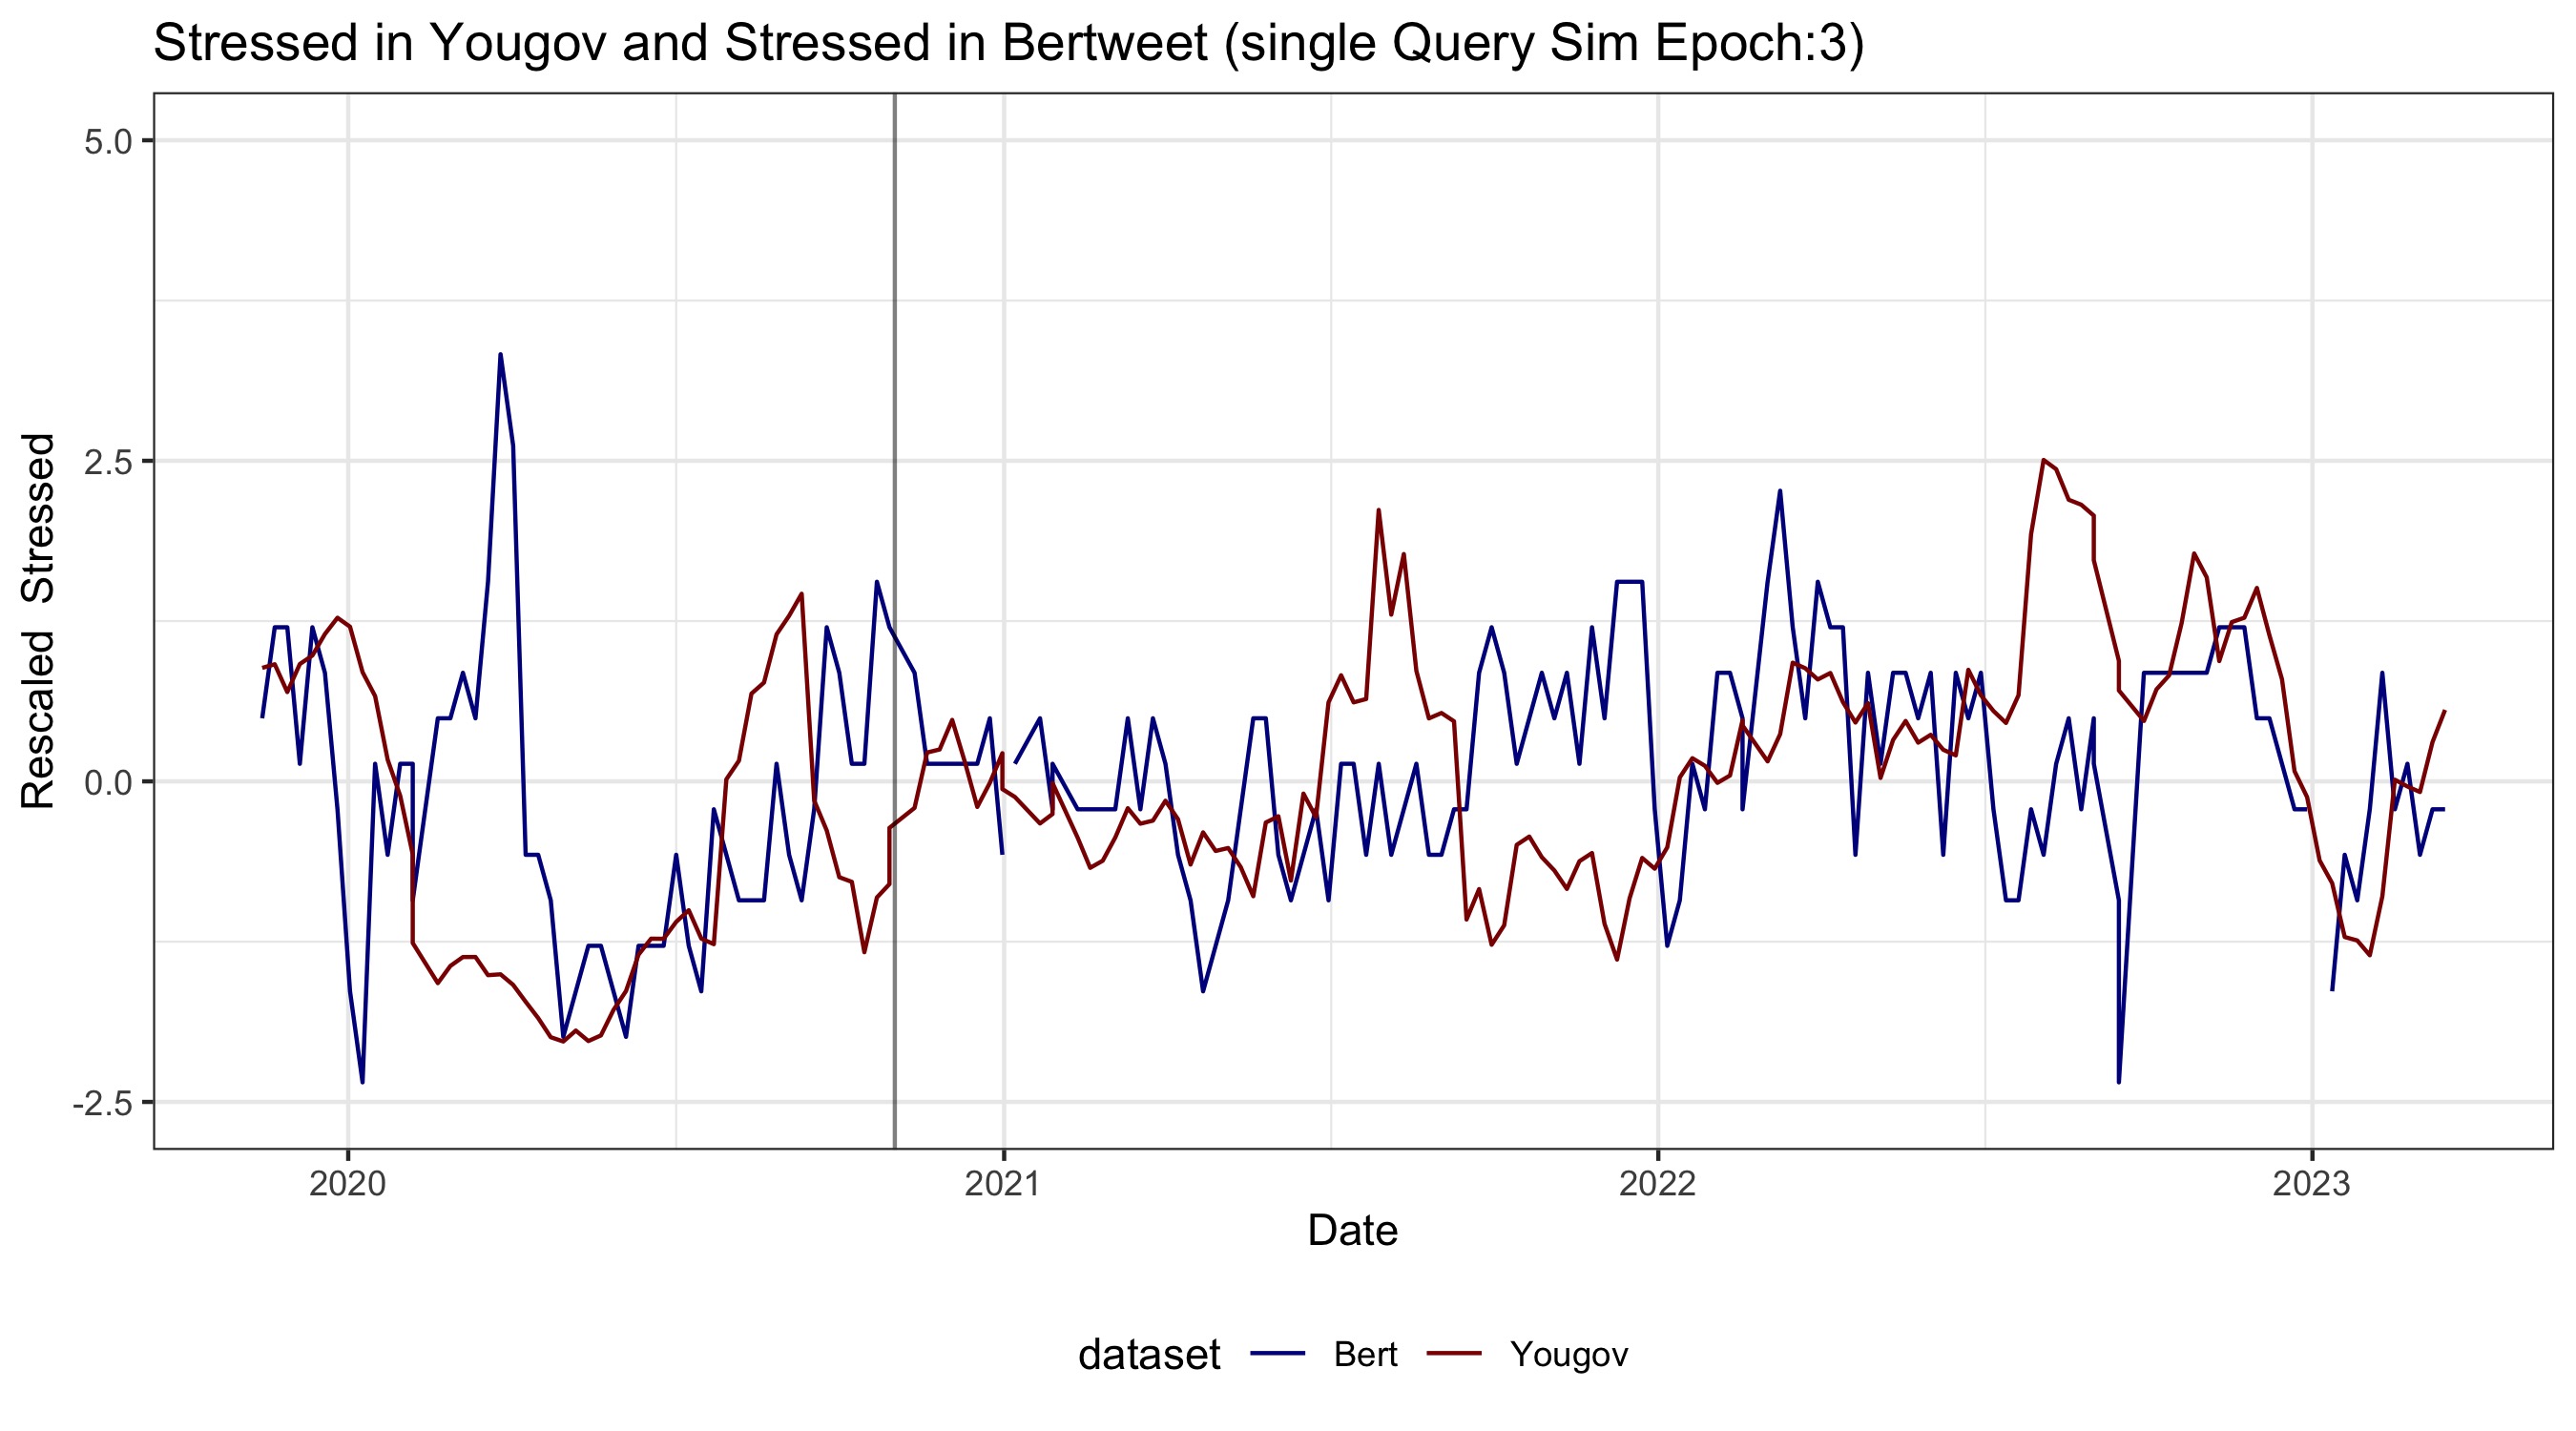 Stressed in Yougov and Stressed in Bertweet (single Query Sim Epoch:3)
Rescaled Stressed
5.0
2.5
0.0
-2.5
2020 2021 2022 2023
Date
dataset Bert Yougov